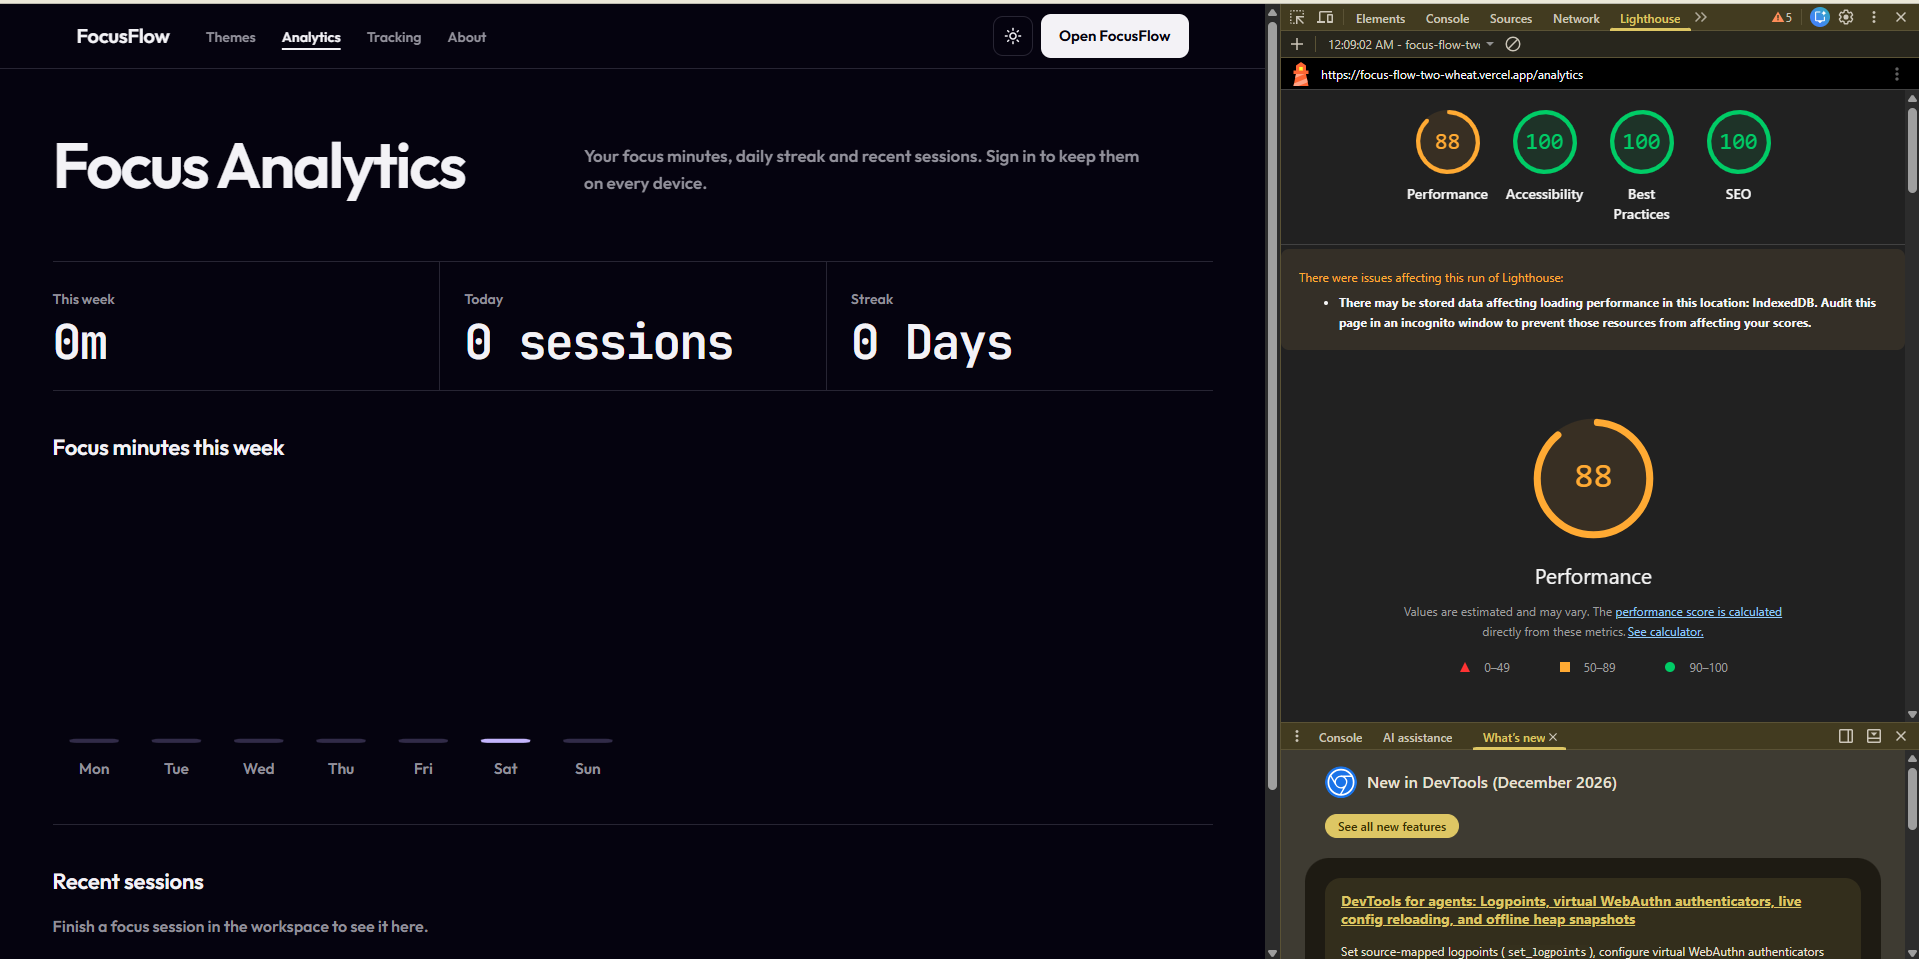 FocusFlow
Themes
Analytics
Tracking
About
Open FocusFlow
Focus Analytics
Your focus minutes, daily streak and recent sessions. Sign in to keep them
on every device.
This week
0m
Today
0 sessions
Streak
0 Days
Focus minutes this week
Mon
Tue
Wed
Thu
Fri
Sat
Sun
Recent sessions
Finish a focus session in the workspace to see it here.
Elements
Console
Sources
Network
Lighthouse
5
12:09:02 AM - focus-flow-tw
https://focus-flow-two-wheat.vercel.app/analytics
88
100
100
100
Performance
Accessibility
Best
Practices
SEO
There were issues affecting this run of Lighthouse:
• There may be stored data affecting loading performance in this location: IndexedDB. Audit this
page in an incognito window to prevent those resources from affecting your scores.
88
Performance
Values are estimated and may vary. The performance score is calculated
directly from these metrics. See calculator.
0–49
50–89
90–100
Console
AI assistance
What's new
New in DevTools (December 2026)
See all new features
DevTools for agents: Logpoints, virtual WebAuthn authenticators, live
config reloading, and offline heap snapshots
Set source-mapped logpoints ( set_logpoints ), configure virtual WebAuthn authenticators